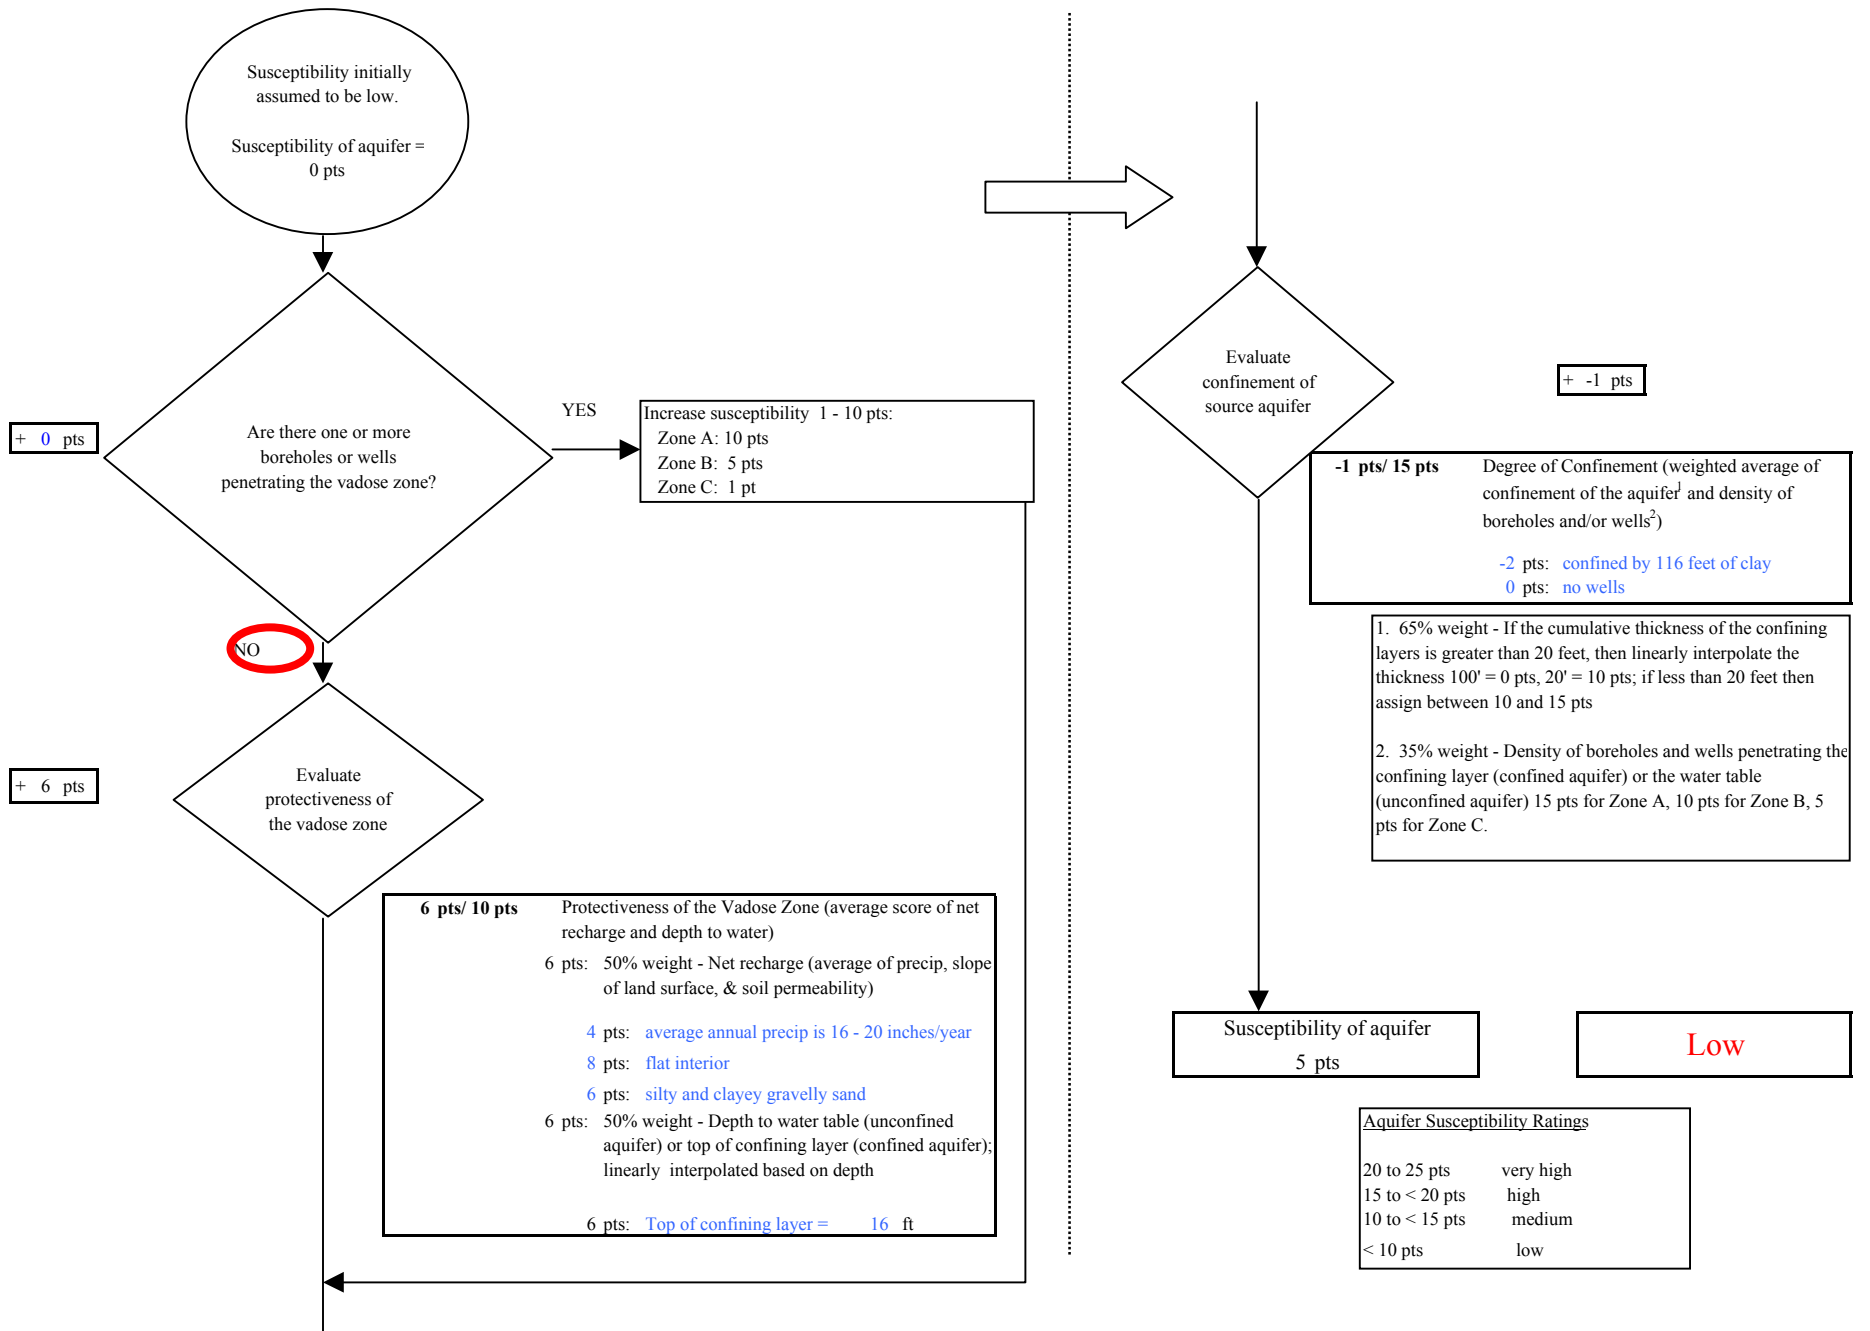 Susceptibility initially
assumed to be low.
Susceptibility of aquifer =
0 pts
+ 0 pts
Are there one or more
boreholes or wells
penetrating the vadose zone?
YES
Increase susceptibility 1 - 10 pts:
Zone A: 10 pts
Zone B: 5 pts
Zone C: 1 pt
NO
+ 6 pts
Evaluate
protectiveness of
the vadose zone
6 pts/ 10 pts Protectiveness of the Vadose Zone (average score of net
recharge and depth to water)
6 pts: 50% weight - Net recharge (average of precip, slope
of land surface, & soil permeability)
4 pts: average annual precip is 16 - 20 inches/year
8 pts: flat interior
6 pts: silty and clayey gravelly sand
6 pts: 50% weight - Depth to water table (unconfined
aquifer) or top of confining layer (confined aquifer);
linearly interpolated based on depth
6 pts: Top of confining layer = 16 ft
Evaluate
confinement of
source aquifer
+ -1 pts
-1 pts/ 15 pts Degree of Confinement (weighted average of
confinement of the aquifer1 and density of
boreholes and/or wells2)
-2 pts: confined by 116 feet of clay
0 pts: no wells
1. 65% weight - If the cumulative thickness of the confining
layers is greater than 20 feet, then linearly interpolate the
thickness 100' = 0 pts, 20' = 10 pts; if less than 20 feet then
assign between 10 and 15 pts
2. 35% weight - Density of boreholes and wells penetrating the
confining layer (confined aquifer) or the water table
(unconfined aquifer) 15 pts for Zone A, 10 pts for Zone B, 5
pts for Zone C.
Susceptibility of aquifer
5 pts
Low
Aquifer Susceptibility Ratings
20 to 25 pts very high
15 to < 20 pts high
10 to < 15 pts medium
< 10 pts low